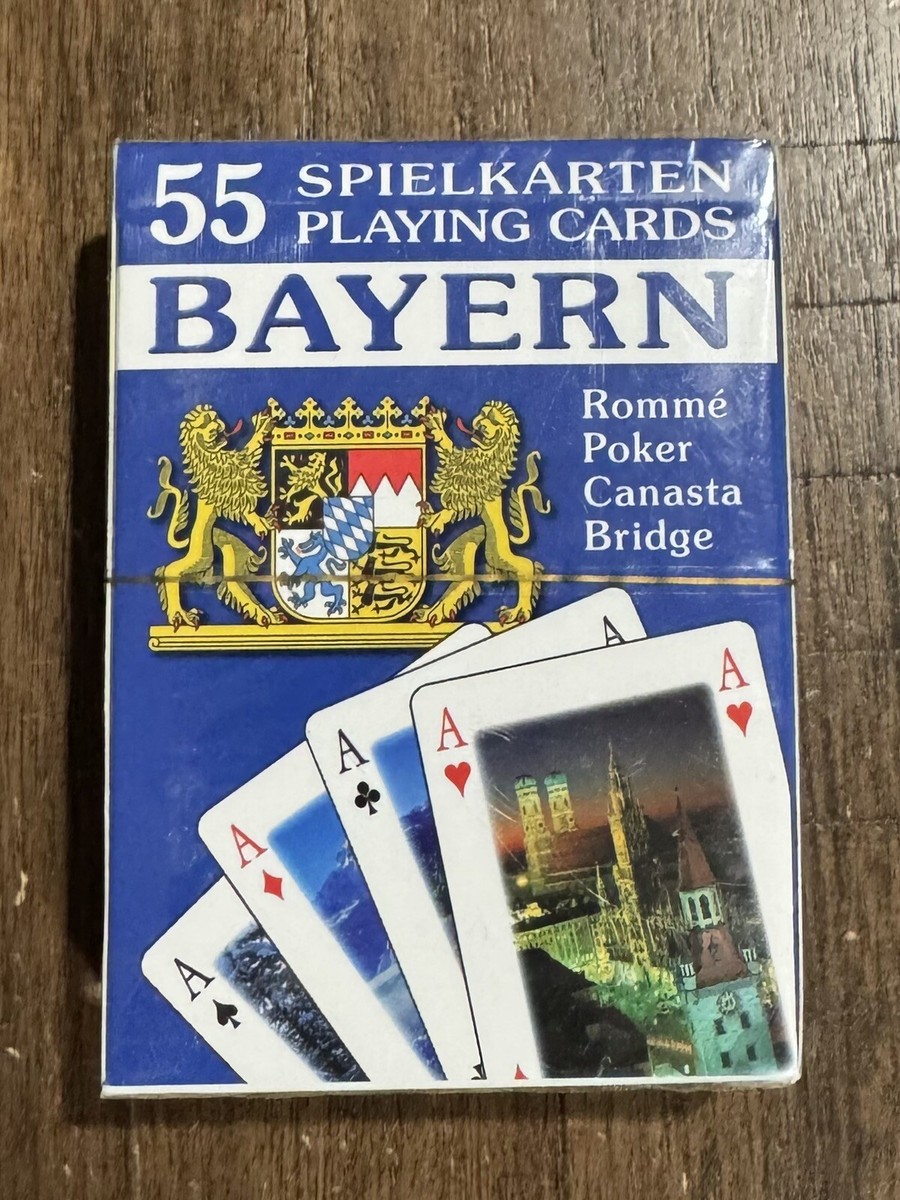 55 SPIELKARTEN
PLAYING CARDS
BAYERN
Rommé
Poker
Canasta
Bridge
A
A
A
A
A
A